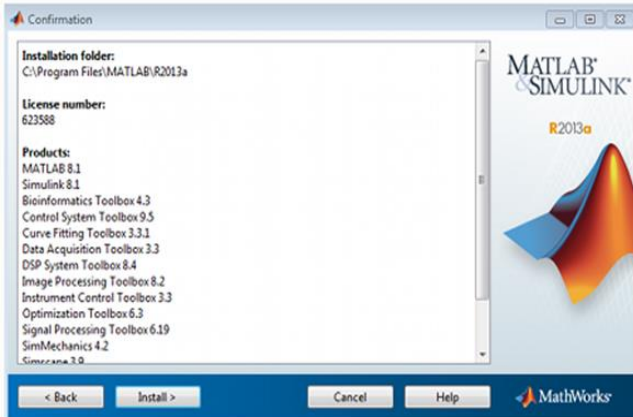 Confirmation
Installation folder:
C:\Program Files\MATLAB\R2013a
License number:
623588
Products:
MATLAB 8.1
Simulink 8.1
Bioinformatics Toolbox 4.3
Control System Toolbox 9.5
Curve Fitting Toolbox 3.3.1
Data Acquisition Toolbox 3.3
DSP System Toolbox 8.4
Image Processing Toolbox 8.2
Instrument Control Toolbox 3.3
Optimization Toolbox 6.3
Signal Processing Toolbox 6.19
SimMechanics 4.2
Simscape 3.9
MATLAB®
&SIMULINK®
R2013a
< Back
Install >
Cancel
Help
MathWorks®